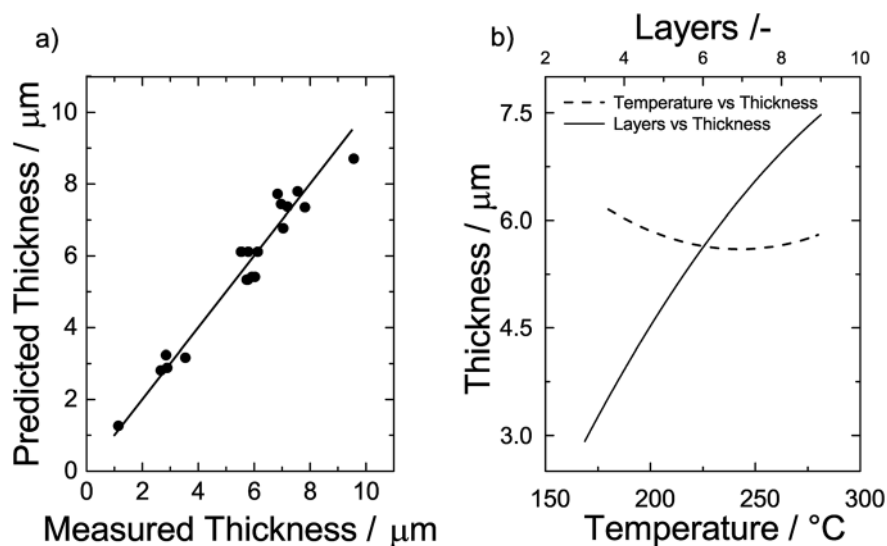 a)
Predicted Thickness / μm
10
8
6
4
2
0
0 2 4 6 8 10
Measured Thickness / μm
b)
Layers /-
2 4 6 8 10
Temperature vs Thickness
Layers vs Thickness
Thickness / μm
7.5
6.0
4.5
3.0
150 200 250 300
Temperature / °C